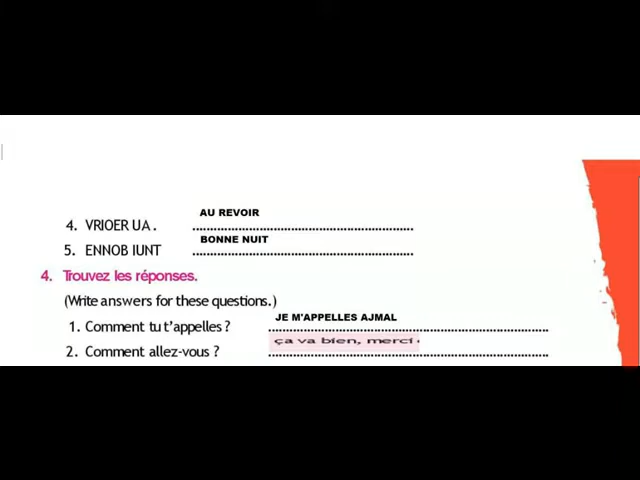 AU REVOIR
4. VRIOER UA . ........................................................
BONNE NUIT
5. ENNOB IUNT ........................................................
4. Trouvez les réponses.
(Write answers for these questions.)
JE M'APPELLES AJMAL
1. Comment tu t'appelles ? ........................................................
ça va bien, merci
2. Comment allez-vous ? ........................................................